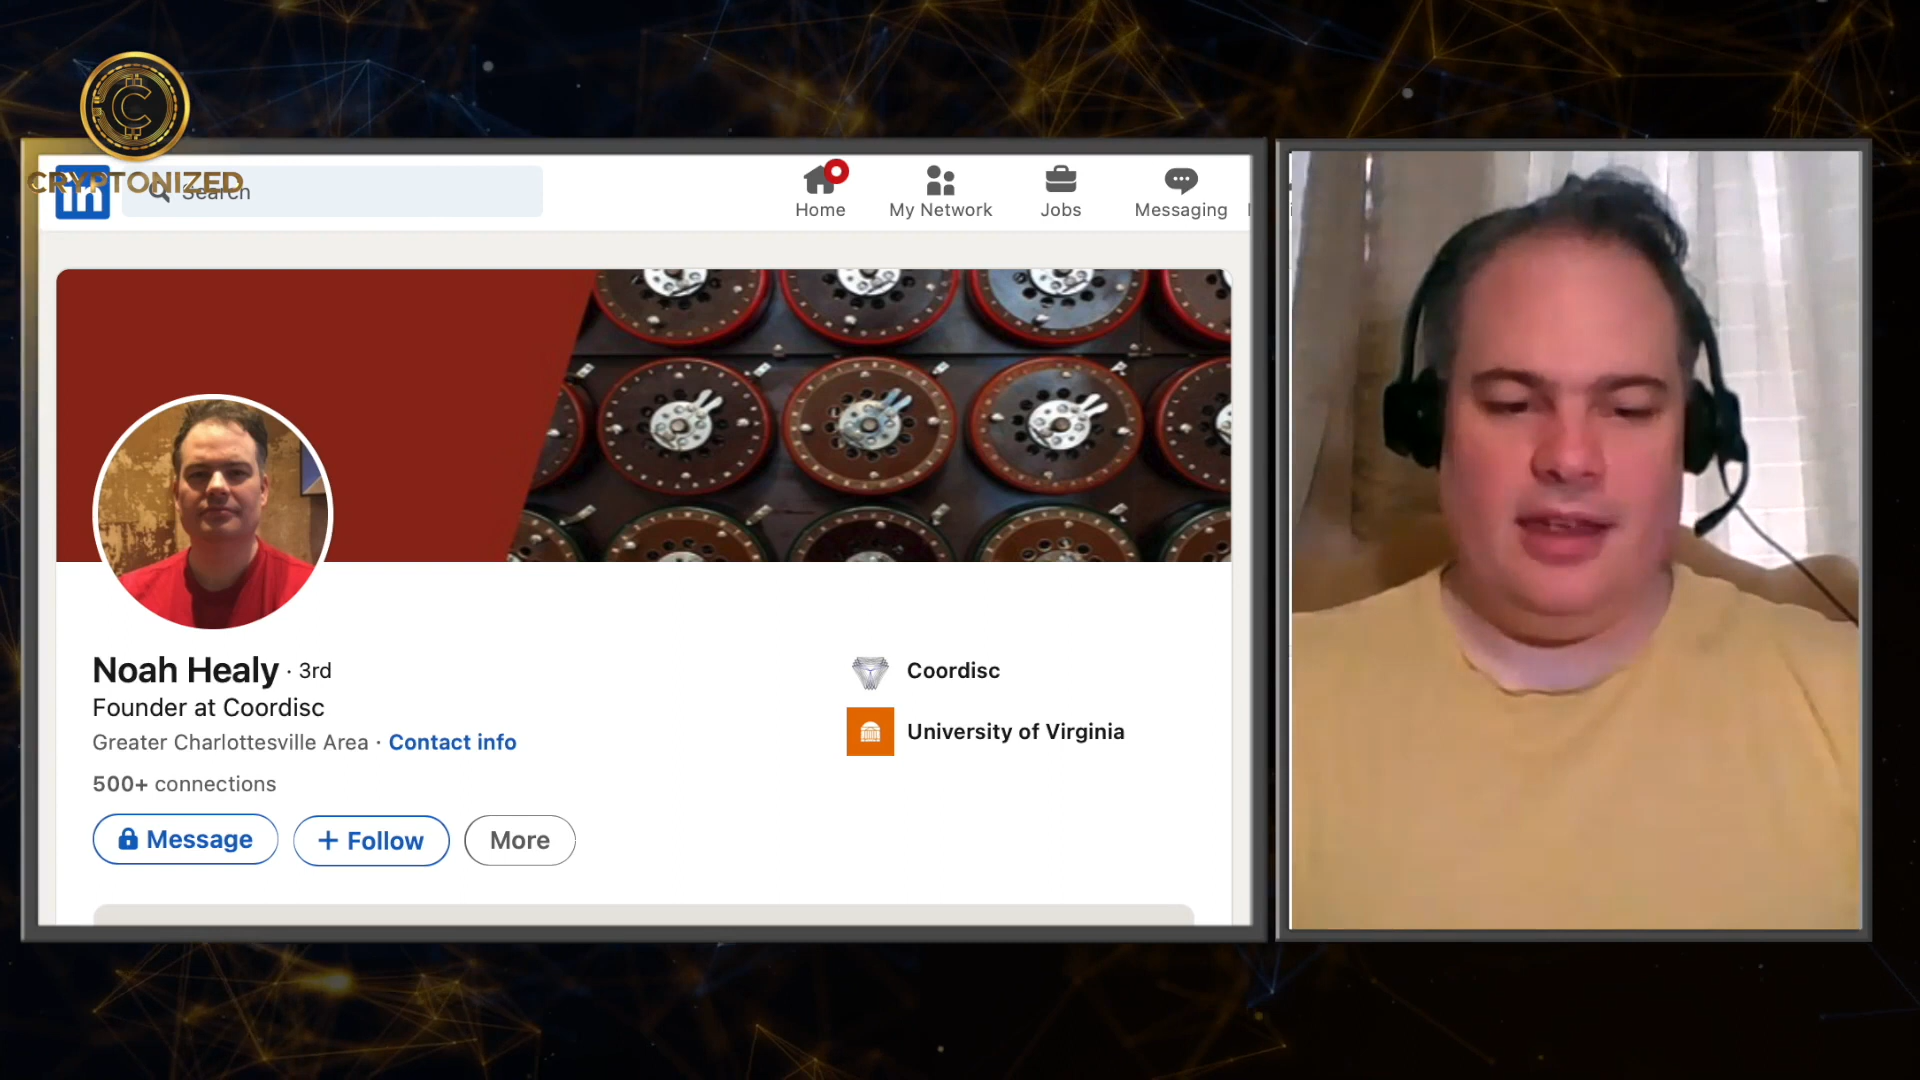 CRYPTONIZED
Search
Home
My Network
Jobs
Messaging
Noah Healy · 3rd
Founder at Coordisc
Greater Charlottesville Area · Contact info
500+ connections
Message
+ Follow
More
Coordisc
University of Virginia